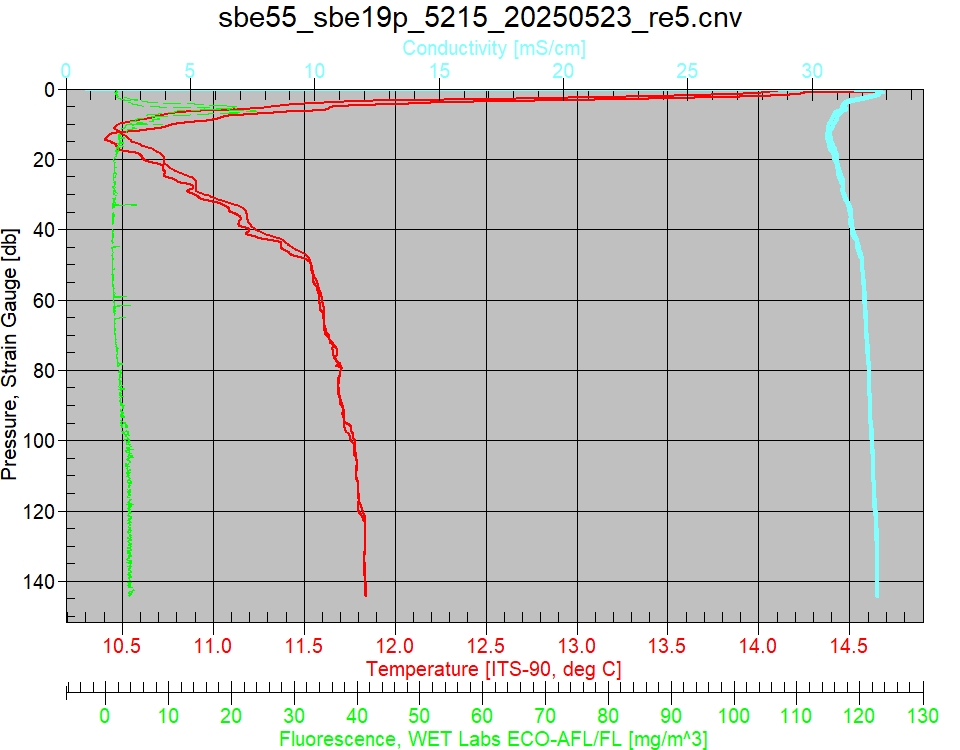 sbe55_sbe19p_5215_20250523_re5.cnv
Conductivity [mS/cm]
0 5 10 15 20 25 30
0
20
40
60
80
100
120
140
Pressure, Strain Gauge [db]
10.5 11.0 11.5 12.0 12.5 13.0 13.5 14.0 14.5
Temperature [ITS-90, deg C]
0 10 20 30 40 50 60 70 80 90 100 110 120 130
Fluorescence, WET Labs ECO-AFL/FL [mg/m^3]